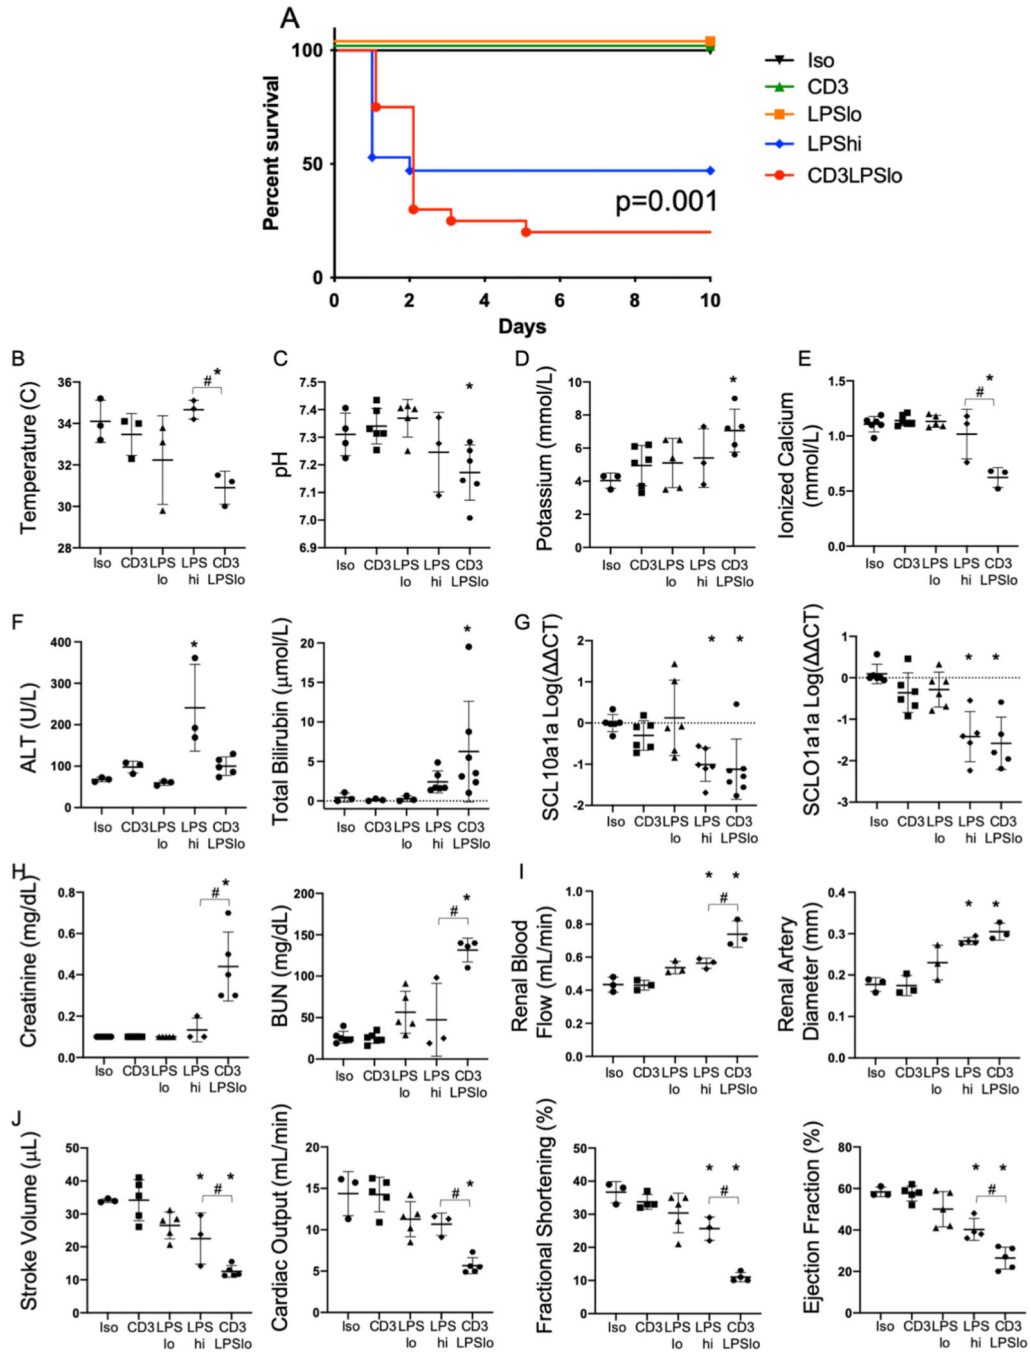 A
Percent survival
100
50
0
0 2 4 6 8 10
Days
p=0.001
Iso
CD3
LPSlo
LPShi
CD3LPSlo
B
Temperature (C)
36
34
32
30
28
# *
Iso CD3 LPS LPS CD3
lo hi LPSlo
C
pH
7.5
7.4
7.3
7.2
7.1
7.0
6.9
*
Iso CD3 LPS LPS CD3
lo hi LPSlo
D
Potassium (mmol/L)
10
8
6
4
2
0
*
Iso CD3 LPS LPS CD3
lo hi LPSlo
E
Ionized Calcium
(mmol/L)
1.5
1.0
0.5
0.0
# *
Iso CD3 LPS LPS CD3
lo hi LPSlo
F
ALT (U/L)
400
300
200
100
0
*
Iso CD3 LPS LPS CD3
lo hi LPSlo
Total Bilirubin (μmol/L)
20
15
10
5
0
*
Iso CD3 LPS LPS CD3
lo hi LPSlo
G
SCL10a1a Log(ΔΔCT)
2
1
0
-1
-2
* *
Iso CD3 LPS LPS CD3
lo hi LPSlo
SCLO1a1a Log(ΔΔCT)
1
0
-1
-2
-3
* *
Iso CD3 LPS LPS CD3
lo hi LPSlo
H
Creatinine (mg/dL)
0.8
0.6
0.4
0.2
0.0
# *
Iso CD3 LPS LPS CD3
lo hi LPSlo
BUN (mg/dL)
200
150
100
50
0
# *
Iso CD3 LPS LPS CD3
lo hi LPSlo
I
Renal Blood
Flow (mL/min)
1.0
0.8
0.6
0.4
0.2
0.0
* *
#
Iso CD3 LPS LPS CD3
lo hi LPSlo
Renal Artery
Diameter (mm)
0.4
0.3
0.2
0.1
0.0
* *
Iso CD3 LPS LPS CD3
lo hi LPSlo
J
Stroke Volume (μL)
50
40
30
20
10
0
* *
#
Iso CD3 LPS LPS CD3
lo hi LPSlo
Cardiac Output (mL/min)
20
15
10
5
0
# *
Iso CD3 LPS LPS CD3
lo hi LPSlo
Fractional Shortening (%)
50
40
30
20
10
0
* *
#
Iso CD3 LPS LPS CD3
lo hi LPSlo
Ejection Fraction (%)
80
60
40
20
0
* *
#
Iso CD3 LPS LPS CD3
lo hi LPSlo